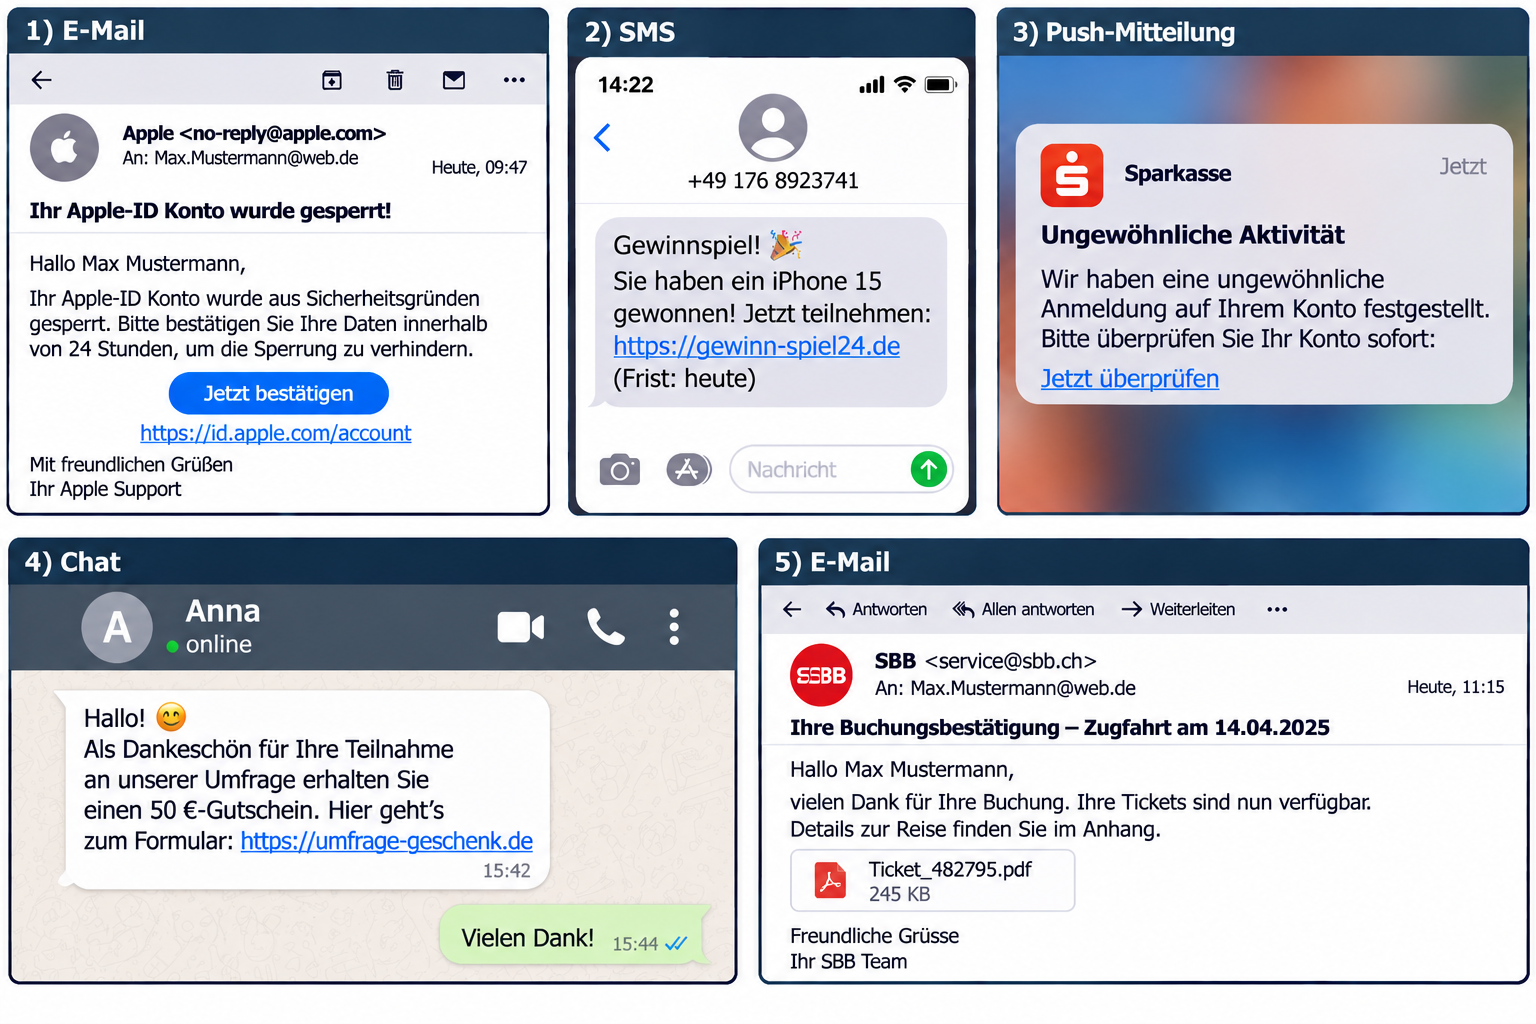 1) E-Mail
Apple <no-reply@apple.com>
An: Max.Mustermann@web.de
Heute, 09:47
Ihr Apple-ID Konto wurde gesperrt!
Hallo Max Mustermann,
Ihr Apple-ID Konto wurde aus Sicherheitsgründen
gesperrt. Bitte bestätigen Sie Ihre Daten innerhalb
von 24 Stunden, um die Sperrung zu verhindern.
Jetzt bestätigen
https://id.apple.com/account
Mit freundlichen Grüßen
Ihr Apple Support
2) SMS
14:22
+49 176 8923741
Gewinnspiel! 🎉
Sie haben ein iPhone 15
gewonnen! Jetzt teilnehmen:
https://gewinn-spiel24.de
(Frist: heute)
Nachricht
3) Push-Mitteilung
Sparkasse
Jetzt
Ungewöhnliche Aktivität
Wir haben eine ungewöhnliche
Anmeldung auf Ihrem Konto festgestellt.
Bitte überprüfen Sie Ihr Konto sofort:
Jetzt überprüfen
4) Chat
A
Anna
online
Hallo! 😊
Als Dankeschön für Ihre Teilnahme
an unserer Umfrage erhalten Sie
einen 50 €-Gutschein. Hier geht's
zum Formular: https://umfrage-geschenk.de
15:42
Vielen Dank! 15:44
5) E-Mail
Antworten Allen antworten Weiterleiten
SSBB
SBB <service@sbb.ch>
An: Max.Mustermann@web.de
Heute, 11:15
Ihre Buchungsbestätigung – Zugfahrt am 14.04.2025
Hallo Max Mustermann,
vielen Dank für Ihre Buchung. Ihre Tickets sind nun verfügbar.
Details zur Reise finden Sie im Anhang.
Ticket_482795.pdf
245 KB
Freundliche Grüsse
Ihr SBB Team